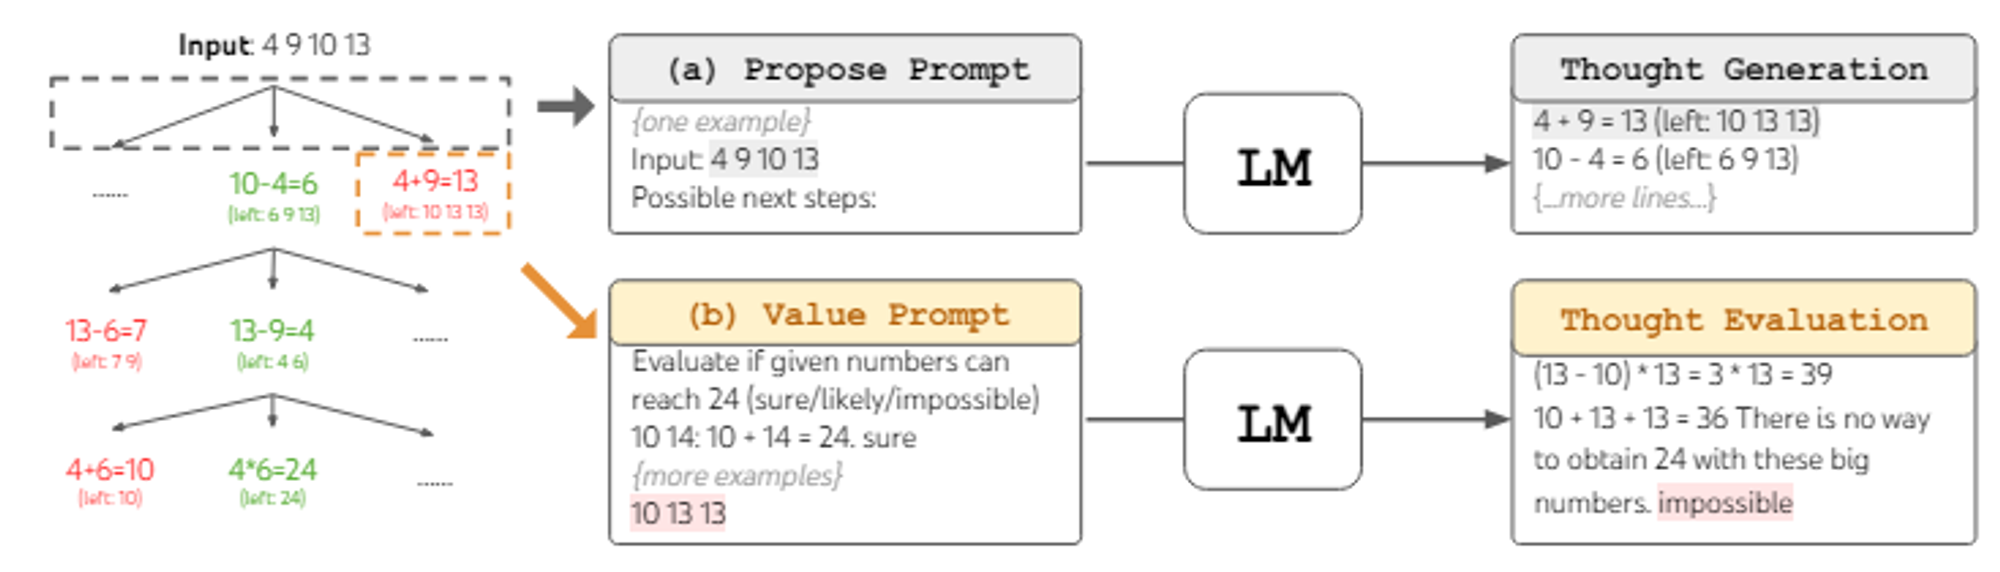 Input: 4 9 10 13
......
10-4=6
(left: 6 9 13)
4+9=13
(left: 10 13 13)
13-6=7
(left: 7 9)
13-9=4
(left: 4 6)
......
4+6=10
(left: 10)
4*6=24
(left: 24)
......
(a) Propose Prompt
{one example}
Input: 4 9 10 13
Possible next steps:
LM
Thought Generation
4 + 9 = 13 (left: 10 13 13)
10 - 4 = 6 (left: 6 9 13)
{...more lines...}
(b) Value Prompt
Evaluate if given numbers can
reach 24 (sure/likely/impossible)
10 14: 10 + 14 = 24. sure
{more examples}
10 13 13
LM
Thought Evaluation
(13 - 10) * 13 = 3 * 13 = 39
10 + 13 + 13 = 36 There is no way
to obtain 24 with these big
numbers. impossible